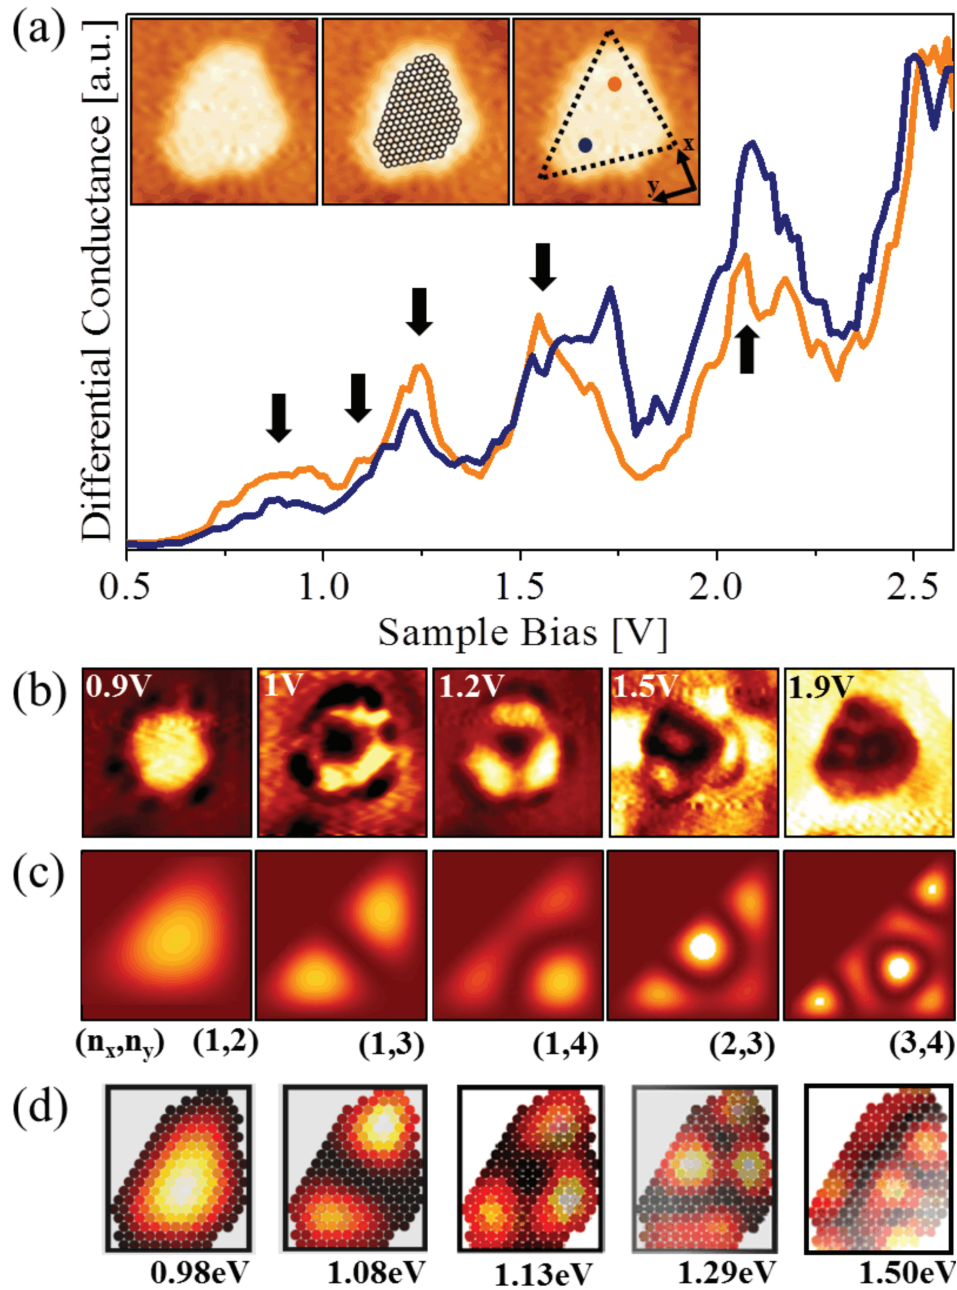 (a)
Differential Conductance [a.u.]
x
y
0.5 1.0 1.5 2.0 2.5
Sample Bias [V]
(b)
0.9V 1V 1.2V 1.5V 1.9V
(c)
(nₓ,nᵧ) (1,2) (1,3) (1,4) (2,3) (3,4)
(d)
0.98eV 1.08eV 1.13eV 1.29eV 1.50eV